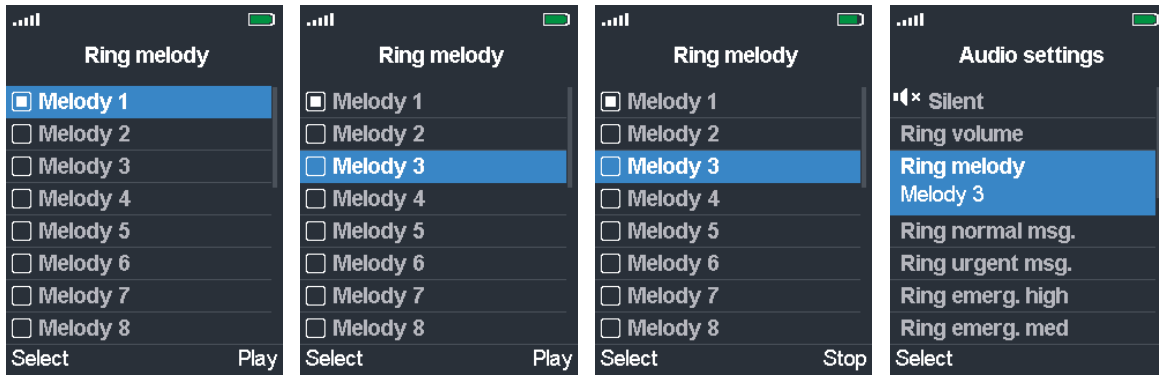 Ring melody
Melody 1
Melody 2
Melody 3
Melody 4
Melody 5
Melody 6
Melody 7
Melody 8
Select Play
Ring melody
Melody 1
Melody 2
Melody 3
Melody 4
Melody 5
Melody 6
Melody 7
Melody 8
Select Play
Ring melody
Melody 1
Melody 2
Melody 3
Melody 4
Melody 5
Melody 6
Melody 7
Melody 8
Select Stop
Audio settings
Silent
Ring volume
Ring melody
Melody 3
Ring normal msg.
Ring urgent msg.
Ring emerg. high
Ring emerg. med
Select